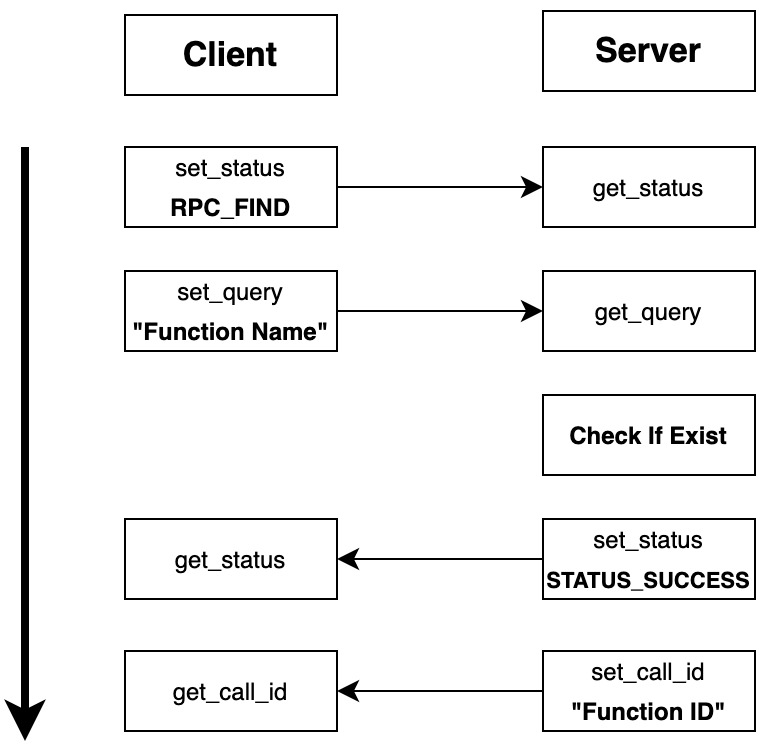 Client
Server
set_status
RPC_FIND
get_status
set_query
"Function Name"
get_query
Check If Exist
get_status
set_status
STATUS_SUCCESS
get_call_id
set_call_id
"Function ID"